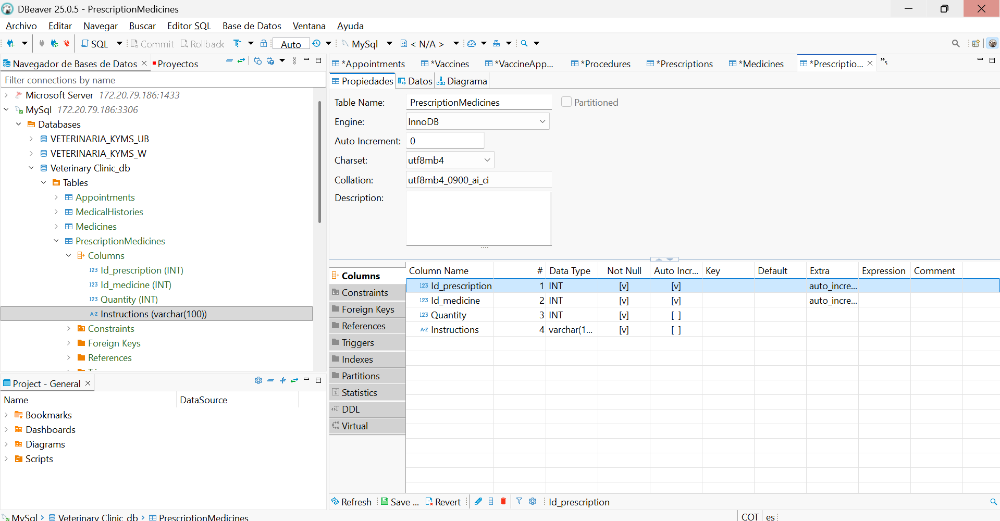 DBeaver 25.0.5 - PrescriptionMedicines
Archivo Editar Navegar Buscar Editor SQL Base de Datos Ventana Ayuda
SQL Commit Rollback Auto MySql < N/A >
Navegador de Bases de Datos Proyectos
Filter connections by name
Microsoft Server 172.20.79.186:1433
MySql 172.20.79.186:3306
Databases
VETERINARIA_KYMS_UB
VETERINARIA_KYMS_W
Veterinary Clinic_db
Tables
Appointments
MedicalHistories
Medicines
PrescriptionMedicines
Columns
123 Id_prescription (INT)
123 Id_medicine (INT)
123 Quantity (INT)
A-Z Instructions (varchar(100))
Constraints
Foreign Keys
References
Project - General
Name DataSource
Bookmarks
Dashboards
Diagrams
Scripts
*Appointments *Vaccines *VaccineApp... *Procedures *Prescriptions *Medicines *Prescriptio... »5
Propiedades Datos Diagrama
Table Name: PrescriptionMedicines Partitioned
Engine: InnoDB
Auto Increment: 0
Charset: utf8mb4
Collation: utf8mb4_0900_ai_ci
Description:
Columns
Constraints
Foreign Keys
References
Triggers
Indexes
Partitions
Statistics
DDL
Virtual
Column Name # Data Type Not Null Auto Incr... Key Default Extra Expression Comment
123 Id_prescription 1 INT [v] [v] auto_incre...
123 Id_medicine 2 INT [v] [v] auto_incre...
123 Quantity 3 INT [v] [ ]
A-Z Instructions 4 varchar(1... [v] [ ]
Refresh Save ... Revert Id_prescription
MySql Veterinary Clinic_db PrescriptionMedicines COT es